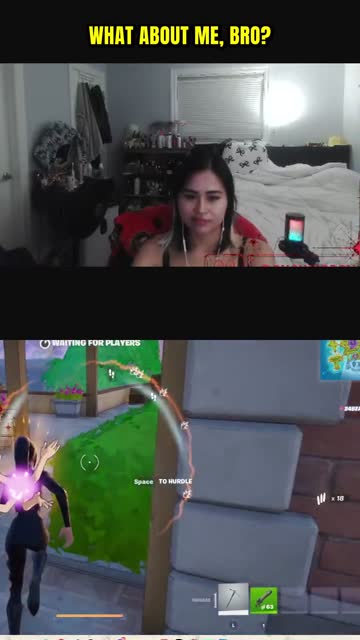 WHAT ABOUT ME, BRO?
WAITING FOR PLAYERS
Space TO HURDLE
x 18
63
L